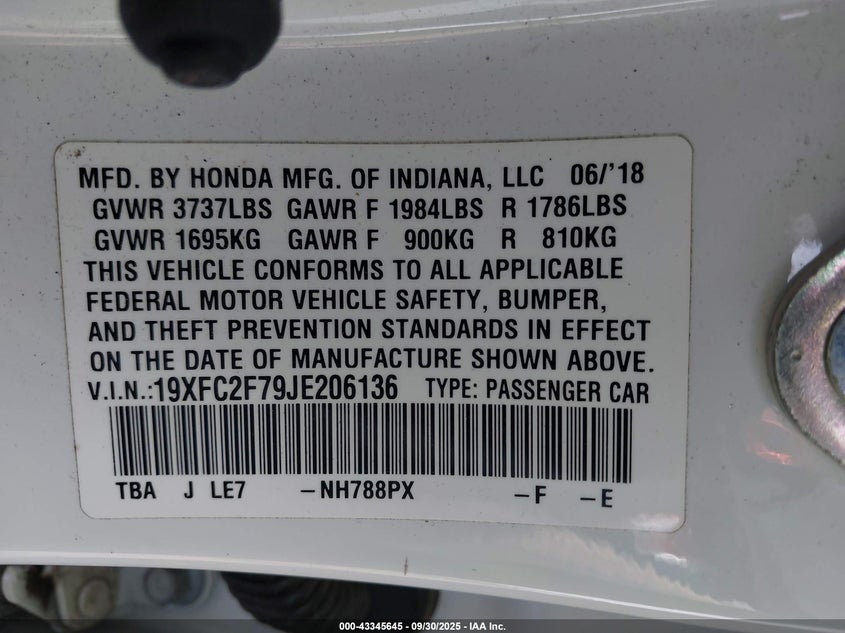 MFD. BY HONDA MFG. OF INDIANA, LLC 06/'18
GVWR 3737LBS GAWR F 1984LBS R 1786LBS
GVWR 1695KG GAWR F 900KG R 810KG
THIS VEHICLE CONFORMS TO ALL APPLICABLE
FEDERAL MOTOR VEHICLE SAFETY, BUMPER,
AND THEFT PREVENTION STANDARDS IN EFFECT
ON THE DATE OF MANUFACTURE SHOWN ABOVE.
V.I.N.:19XFC2F79JE206136 TYPE: PASSENGER CAR
TBA J LE7 -NH788PX -F -E
000-43345645 - 09/30/2025 - IAA Inc.